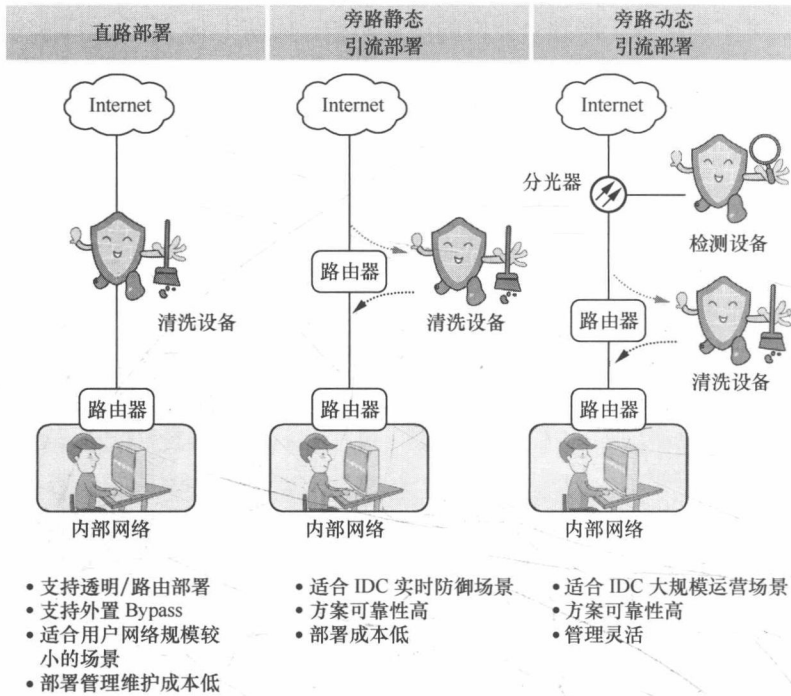 直路部署
旁路静态
引流部署
旁路动态
引流部署
Internet
清洗设备
路由器
内部网络
Internet
路由器
清洗设备
路由器
内部网络
Internet
分光器
检测设备
路由器
清洗设备
路由器
内部网络
• 支持透明/路由部署
• 支持外置 Bypass
• 适合用户网络规模较
小的场景
• 部署管理维护成本低
• 适合 IDC 实时防御场景
• 方案可靠性高
• 部署成本低
• 适合 IDC 大规模运营场景
• 方案可靠性高
• 管理灵活